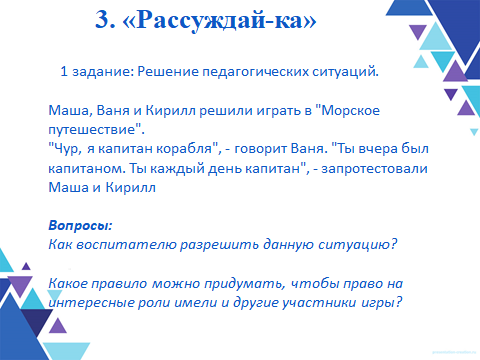 3. «Рассуждай-ка»
1 задание: Решение педагогических ситуаций.
Маша, Ваня и Кирилл решили играть в "Морское
путешествие".
"Чур, я капитан корабля", - говорит Ваня. "Ты вчера был
капитаном. Ты каждый день капитан", - запротестовали
Маша и Кирилл
Вопросы:
Как воспитателю разрешить данную ситуацию?
Какое правило можно придумать, чтобы право на
интересные роли имели и другие участники игры?